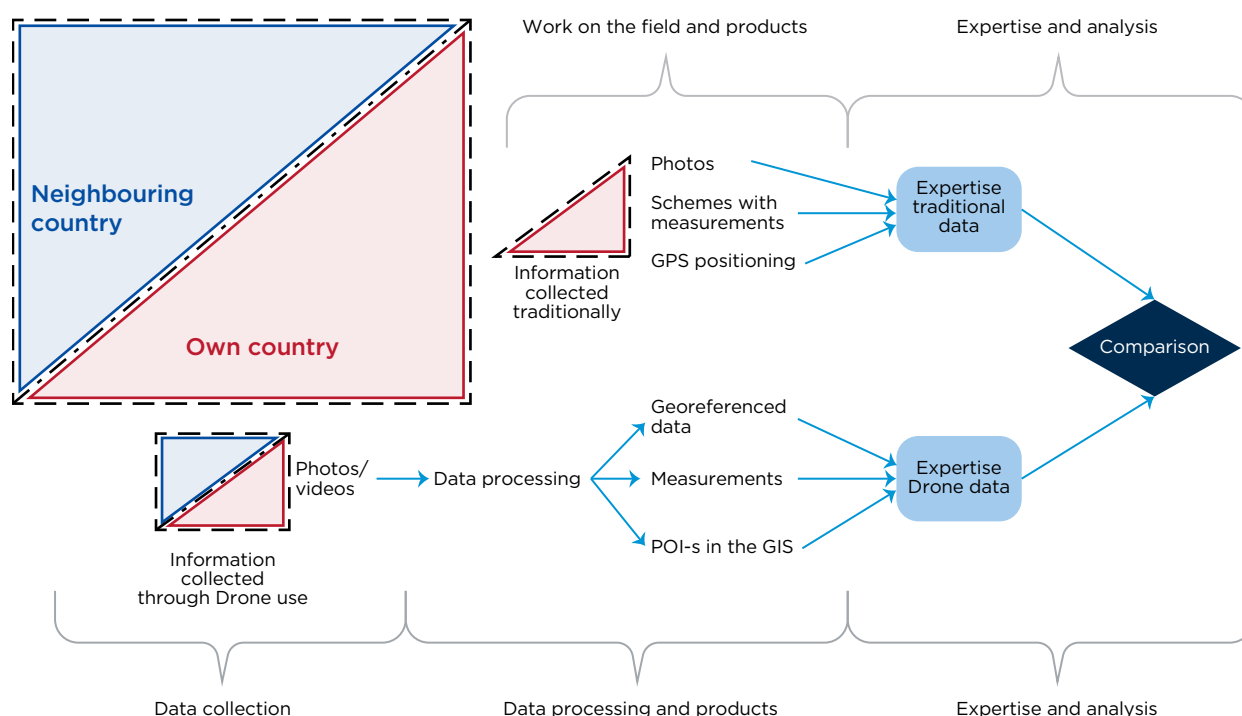 Work on the field and products
Expertise and analysis
Neighbouring
country
Own country
Photos
Schemes with
measurements
GPS positioning
Information
collected
traditionally
Expertise
traditional
data
Comparison
Photos/
videos
Data processing
Georeferenced
data
Measurements
POI-s in the GIS
Expertise
Drone data
Information
collected
through Drone use
Data collection
Data processing and products
Expertise and analysis